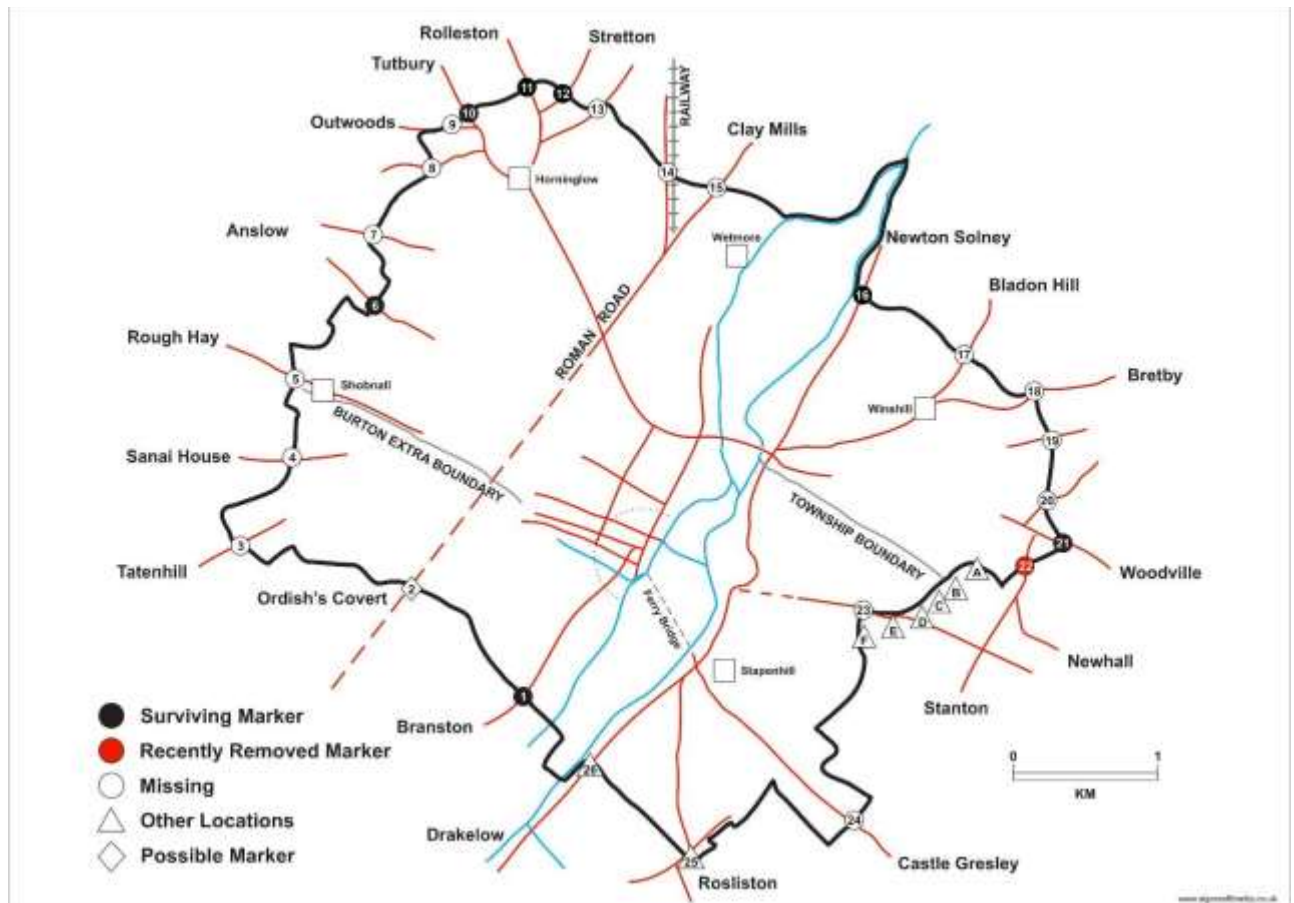 Rolleston
Stretton
Tutbury
RAILWAY
11
12
10
13
Outwoods
9
Clay Mills
8
14
Horninglow
15
Anslow
7
Wetmore
Newton Solney
Bladon Hill
6
16
Rough Hay
ROMAN ROAD
17
5
Shobnall
Bretby
18
Winshill
BURTON EXTRA BOUNDARY
19
Sanai House
4
TOWNSHIP BOUNDARY
20
3
21
Tatenhill
Woodville
A
22
Ordish's Covert
2
B
C
23
D
E
F
Ferry Bridge
Newhall
Stapenhill
Stanton
1
Branston
Surviving Marker
Recently Removed Marker
0 1
KM
26
Missing
Other Locations
24
Drakelow
Possible Marker
25
Castle Gresley
Rosliston